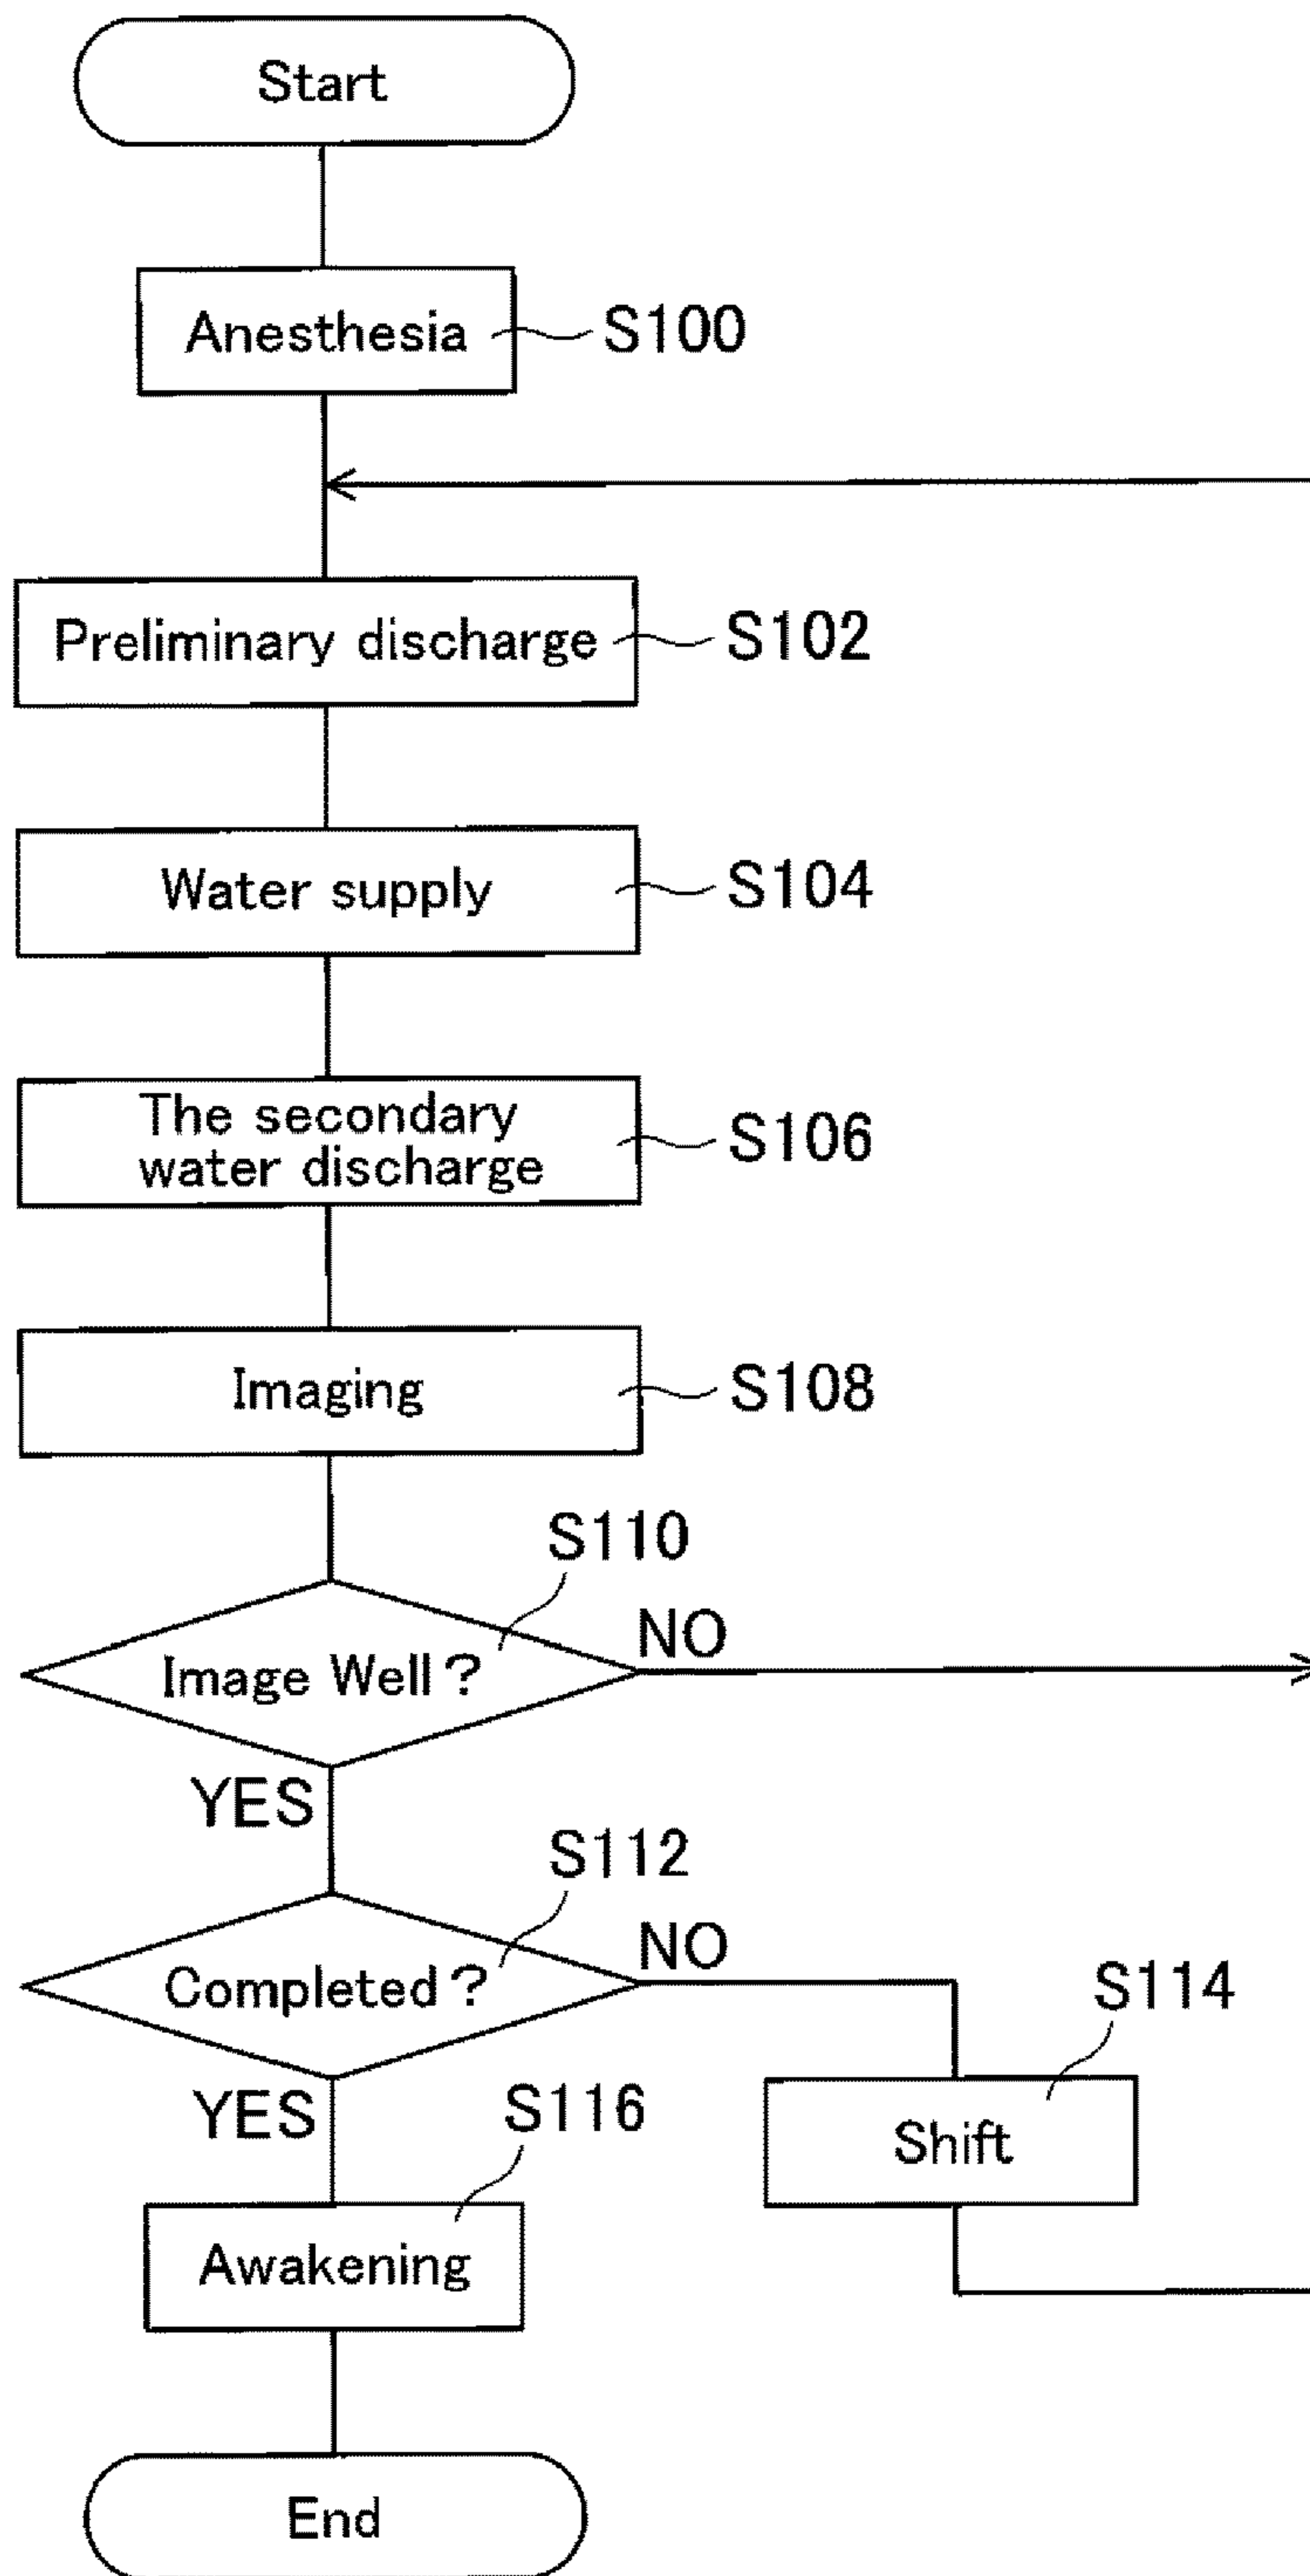 Start
Anesthesia
S100
Preliminary discharge
S102
Water supply
S104
The secondary
water discharge
S106
Imaging
S108
S110
Image Well?
NO
YES
S112
Completed?
NO
S114
Shift
YES
S116
Awakening
End